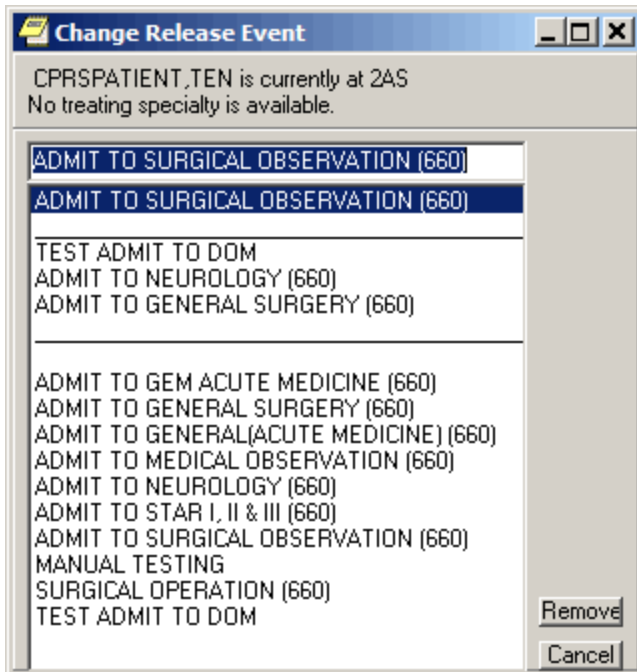 Change Release Event
CPRSPATIENT,TEN is currently at 2AS
No treating specialty is available.
ADMIT TO SURGICAL OBSERVATION (660)
ADMIT TO SURGICAL OBSERVATION (660)
TEST ADMIT TO DOM
ADMIT TO NEUROLOGY (660)
ADMIT TO GENERAL SURGERY (660)
ADMIT TO GEM ACUTE MEDICINE (660)
ADMIT TO GENERAL SURGERY (660)
ADMIT TO GENERAL(ACUTE MEDICINE) (660)
ADMIT TO MEDICAL OBSERVATION (660)
ADMIT TO NEUROLOGY (660)
ADMIT TO STAR I, II & III (660)
ADMIT TO SURGICAL OBSERVATION (660)
MANUAL TESTING
SURGICAL OPERATION (660)
TEST ADMIT TO DOM
Remove
Cancel